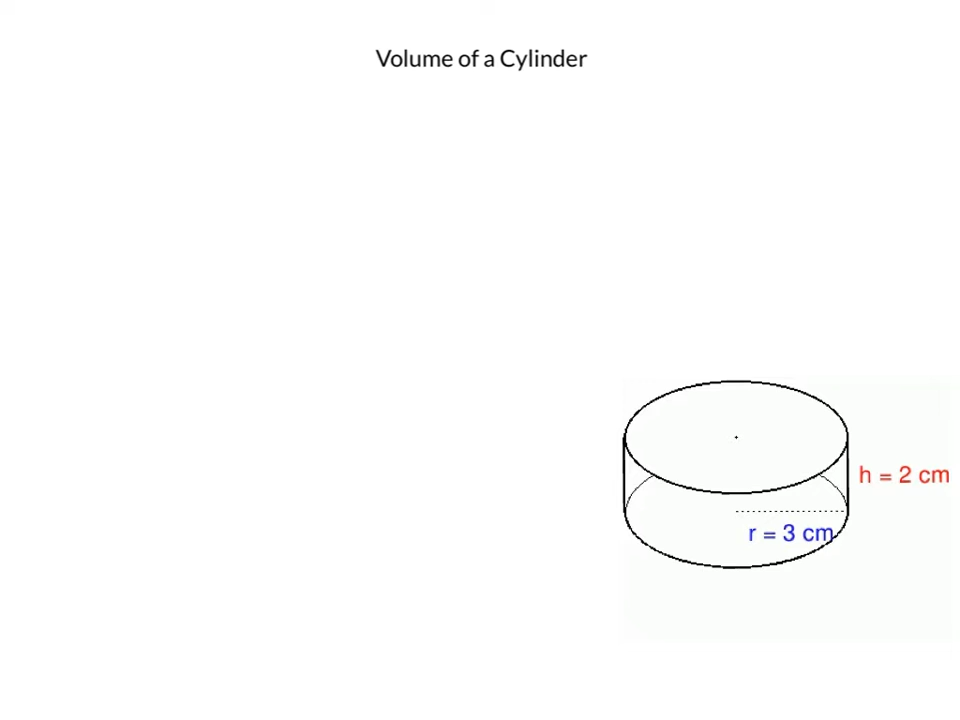 Volume of a Cylinder
h = 2 cm
r = 3 cm